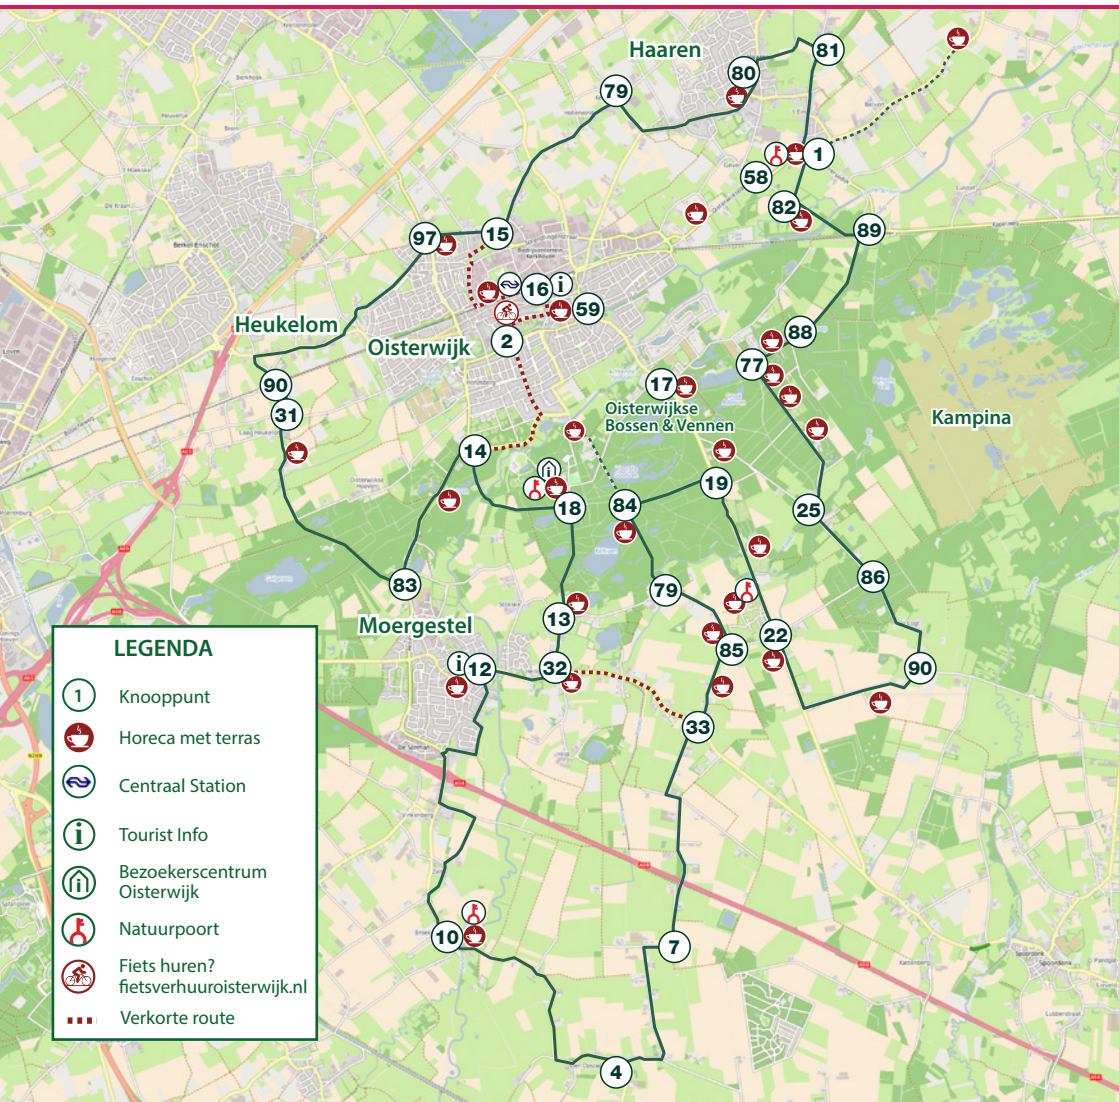 Haaren
81
80
79
1
58
82
89
97
15
16
59
2
Heukelom
Oisterwijk
88
77
90
31
17
Oisterwijkse
Bossen & Vennen
Kampina
14
19
18
84
25
83
86
79
13
Moergestel
22
85
12
32
90
33
10
7
4
LEGENDA
1 Knooppunt
Horeca met terras
Centraal Station
Tourist Info
Bezoekerscentrum
Oisterwijk
Natuurpoort
Fiets huren?
fietsverhuuroisterwijk.nl
Verkorte route
Berkel-Enschot